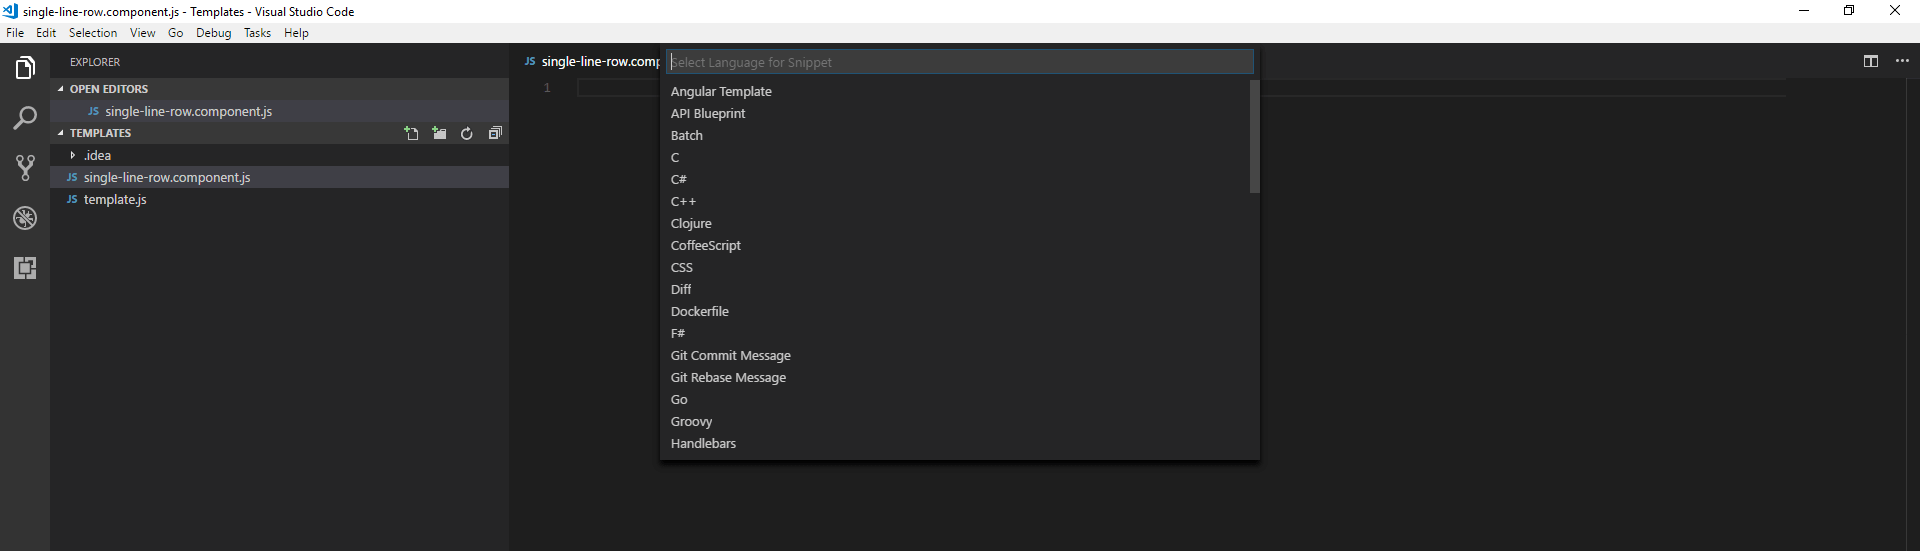 single-line-row.component.js - Templates - Visual Studio Code
File Edit Selection View Go Debug Tasks Help
EXPLORER
OPEN EDITORS
JS single-line-row.component.js
TEMPLATES
.idea
JS single-line-row.component.js
JS template.js
JS single-line-row.comp
1
Select Language for Snippet
Angular Template
API Blueprint
Batch
C
C#
C++
Clojure
CoffeeScript
CSS
Diff
Dockerfile
F#
Git Commit Message
Git Rebase Message
Go
Groovy
Handlebars